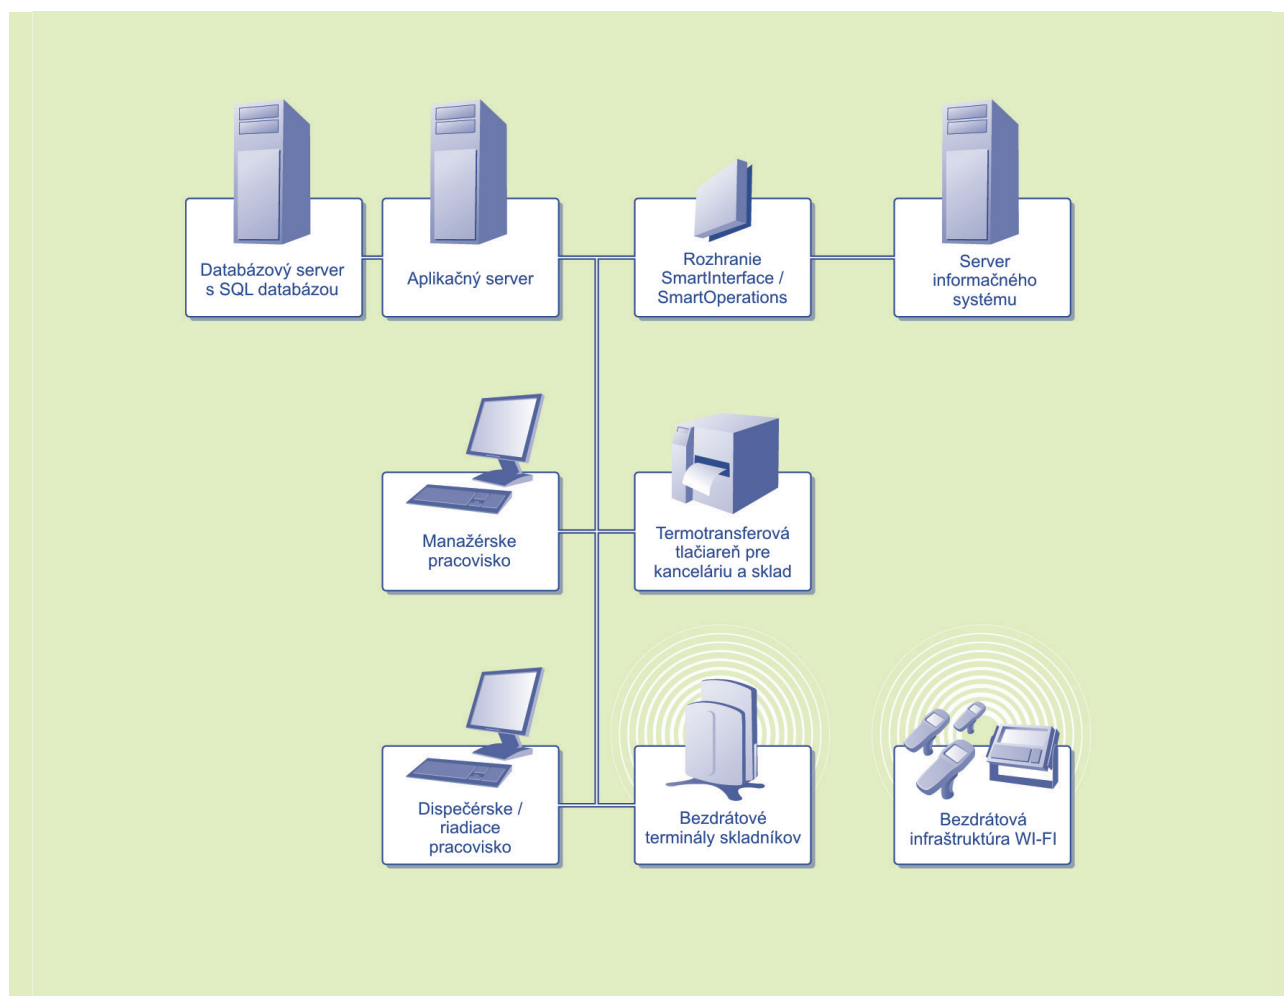 Databázový server
s SQL databázou
Aplikačný server
Rozhranie
SmartInterface /
SmartOperations
Server
informačného
systému
Manažérske
pracovisko
Termotransferová
tlačiareň pre
kanceláriu a sklad
Dispečérske /
riadiace
pracovisko
Bezdrátové
terminály skladníkov
Bezdrátová
infraštruktúra WI-FI